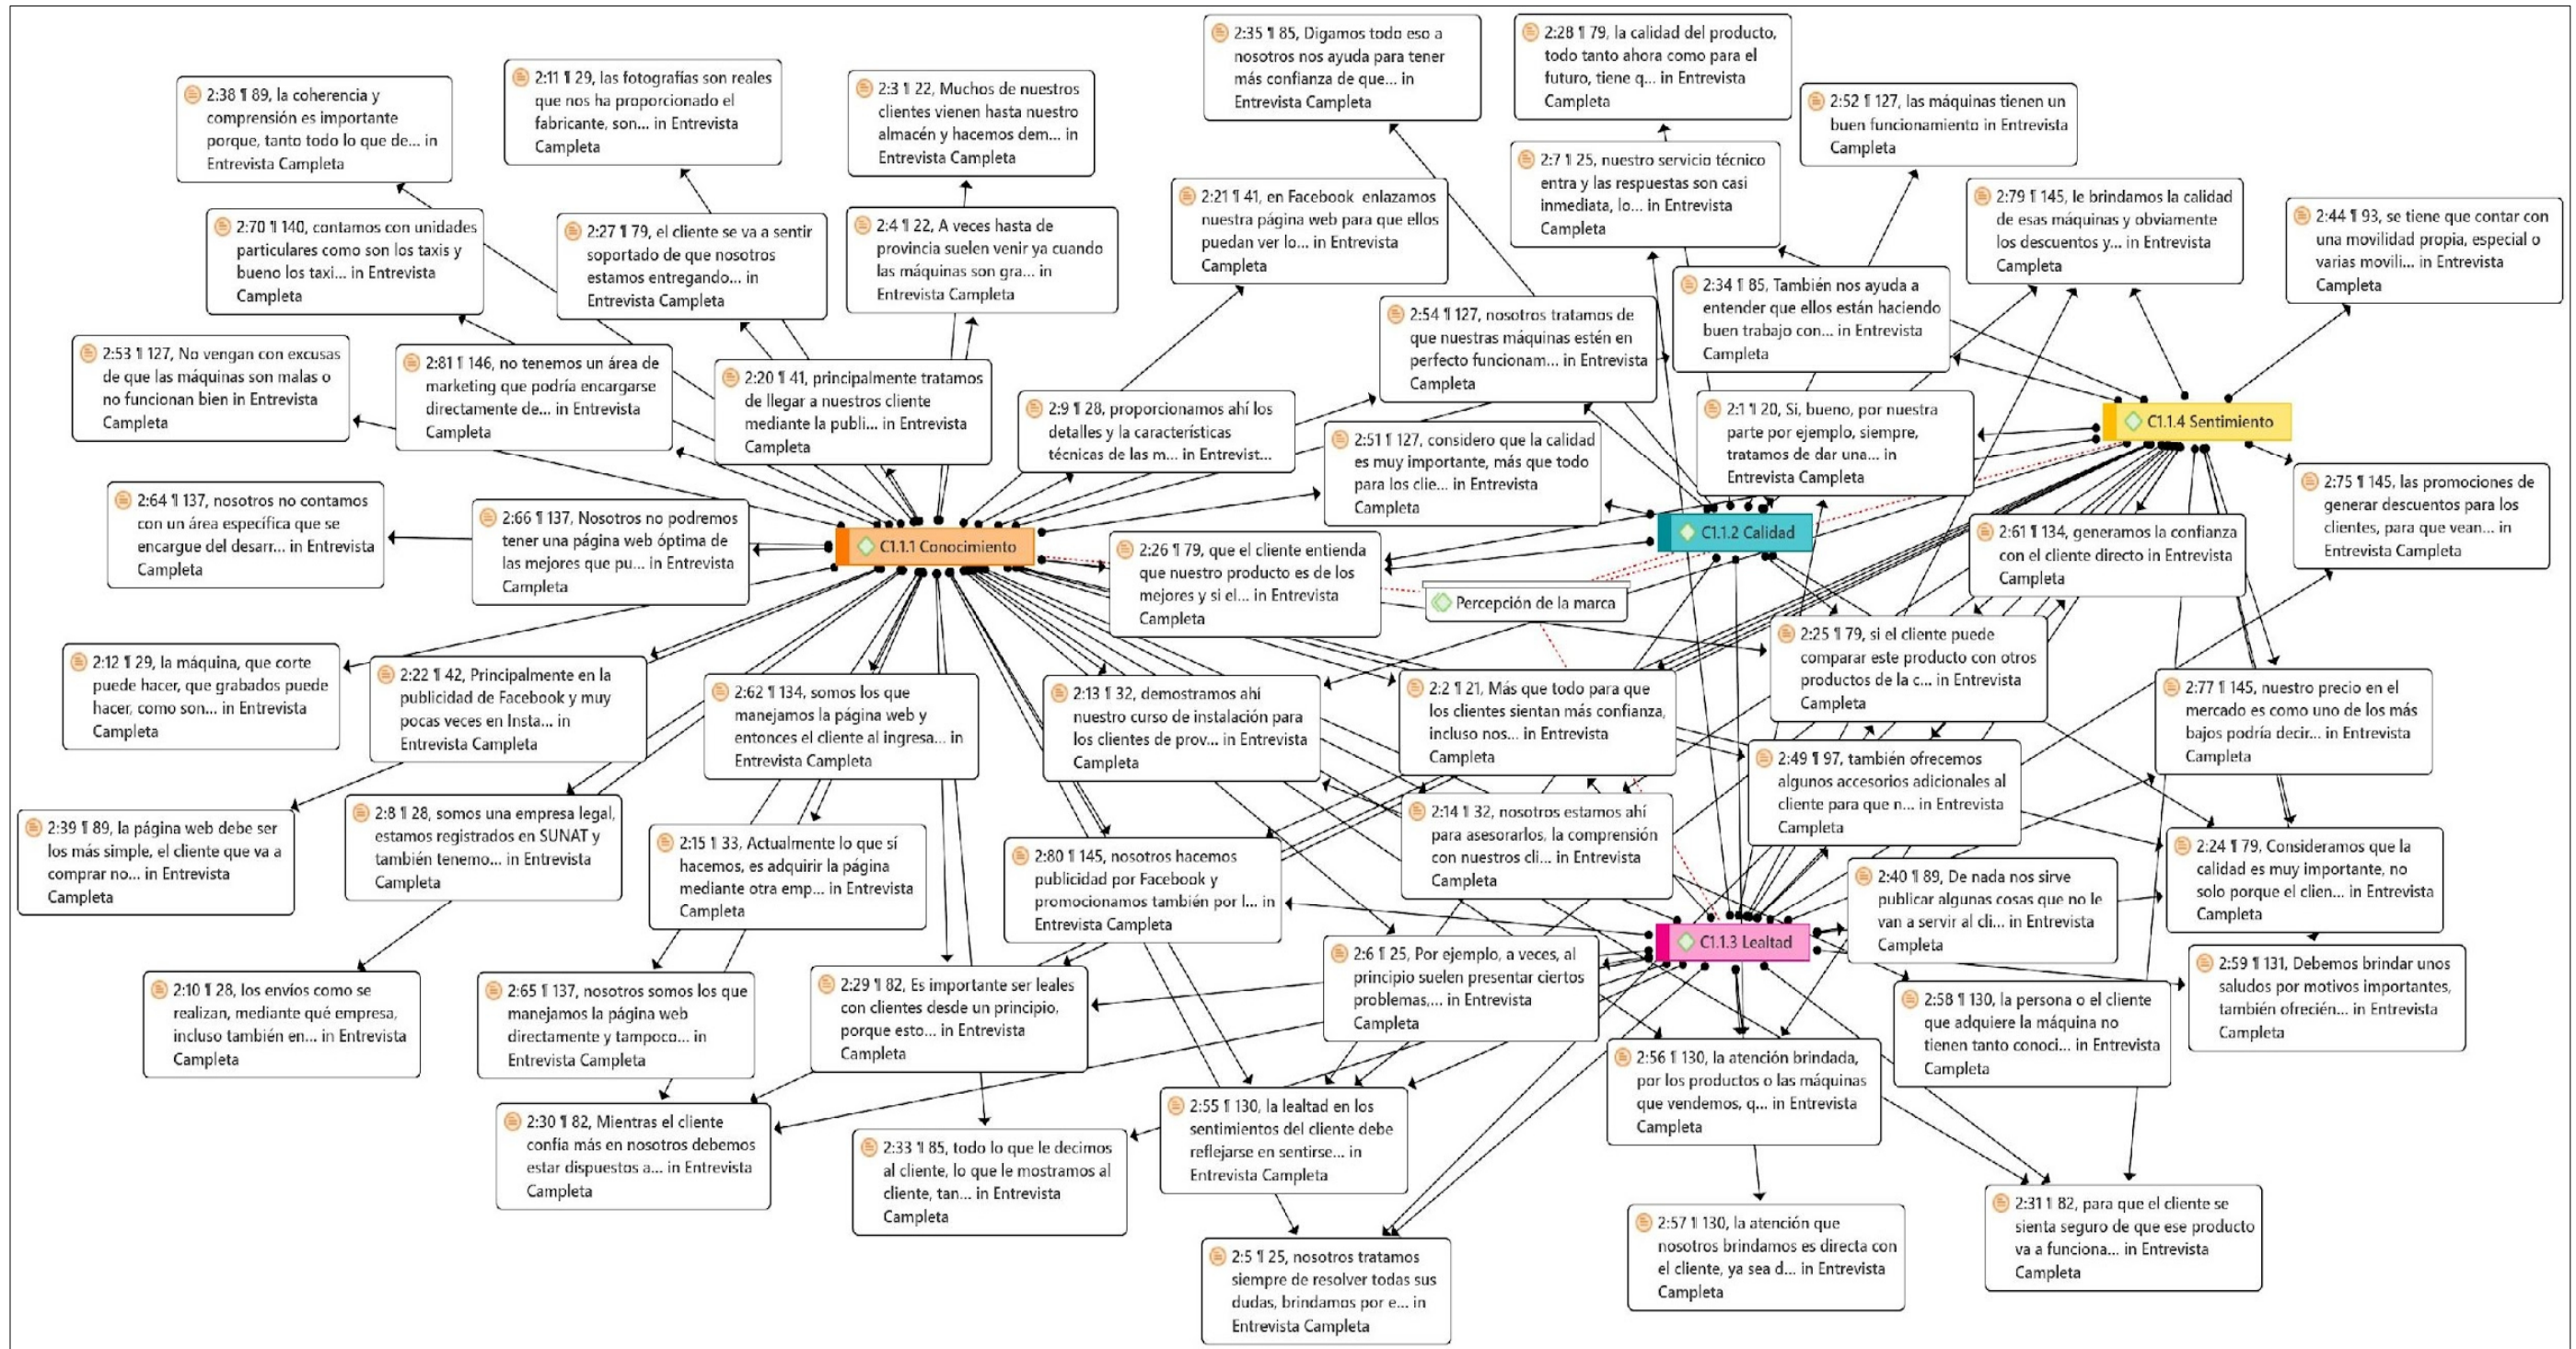 2:35 ¶ 85, Digamos todo eso a
nosotros nos ayuda para tener
más confianza de que... in
Entrevista Campleta
2:28 ¶ 79, la calidad del producto,
todo tanto ahora como para el
futuro, tiene q... in Entrevista
Campleta
2:38 ¶ 89, la coherencia y
comprensión es importante
porque, tanto todo lo que de... in
Entrevista Campleta
2:11 ¶ 29, las fotografías son reales
que nos ha proporcionado el
fabricante, son... in Entrevista
Campleta
2:3 ¶ 22, Muchos de nuestros
clientes vienen hasta nuestro
almacén y hacemos dem... in
Entrevista Campleta
2:52 ¶ 127, las máquinas tienen un
buen funcionamiento in Entrevista
Campleta
2:7 ¶ 25, nuestro servicio técnico
entra y las respuestas son casi
inmediata, lo... in Entrevista
Campleta
2:21 ¶ 41, en Facebook enlazamos
nuestra página web para que ellos
puedan ver lo... in Entrevista
Campleta
2:79 ¶ 145, le brindamos la calidad
de esas máquinas y obviamente
los descuentos y... in Entrevista
Campleta
2:44 ¶ 93, se tiene que contar con
una movilidad propia, especial o
varias movili... in Entrevista
Campleta
2:70 ¶ 140, contamos con unidades
particulares como son los taxis y
bueno los taxi... in Entrevista
Campleta
2:27 ¶ 79, el cliente se va a sentir
soportado de que nosotros
estamos entregando... in
Entrevista Campleta
2:4 ¶ 22, A veces hasta de
provincia suelen venir ya cuando
las máquinas son gra... in
Entrevista Campleta
2:34 ¶ 85, También nos ayuda a
entender que ellos están haciendo
buen trabajo con... in Entrevista
Campleta
2:54 ¶ 127, nosotros tratamos de
que nuestras máquinas estén en
perfecto funcionam... in Entrevista
Campleta
2:53 ¶ 127, No vengan con excusas
de que las máquinas son malas o
no funcionan bien in Entrevista
Campleta
2:81 ¶ 146, no tenemos un área de
marketing que podría encargarse
directamente de... in Entrevista
Campleta
2:20 ¶ 41, principalmente tratamos
de llegar a nuestros cliente
mediante la publi... in Entrevista
Campleta
2:9 ¶ 28, proporcionamos ahí los
detalles y la características
técnicas de las m... in Entrevist...
2:51 ¶ 127, considero que la calidad
es muy importante, más que todo
para los clie... in Entrevista
Campleta
2:1 ¶ 20, Si, bueno, por nuestra
parte por ejemplo, siempre,
tratamos de dar una... in
Entrevista Campleta
C1.1.4 Sentimiento
2:75 ¶ 145, las promociones de
generar descuentos para los
clientes, para que vean... in
Entrevista Campleta
2:64 ¶ 137, nosotros no contamos
con un área específica que se
encargue del desarr... in Entrevista
Campleta
2:66 ¶ 137, Nosotros no podremos
tener una página web óptima de
las mejores que pu... in Entrevista
Campleta
C1.1.1 Conocimiento
2:26 ¶ 79, que el cliente entienda
que nuestro producto es de los
mejores y si el... in Entrevista
Campleta
C1.1.2 Calidad
2:61 ¶ 134, generamos la confianza
con el cliente directo in Entrevista
Campleta
Percepción de la marca
2:12 ¶ 29, la máquina, que corte
puede hacer, que grabados puede
hacer, como son... in Entrevista
Campleta
2:22 ¶ 42, Principalmente en la
publicidad de Facebook y muy
pocas veces en Insta... in
Entrevista Campleta
2:62 ¶ 134, somos los que
manejamos la página web y
entonces el cliente al ingresa... in
Entrevista Campleta
2:13 ¶ 32, demostramos ahí
nuestro curso de instalación para
los clientes de prov... in Entrevista
Campleta
2:2 ¶ 21, Más que todo para que
los clientes sientan más confianza,
incluso nos... in Entrevista
Campleta
2:25 ¶ 79, si el cliente puede
comparar este producto con otros
productos de la c... in Entrevista
Campleta
2:77 ¶ 145, nuestro precio en el
mercado es como uno de los más
bajos podría decir... in Entrevista
Campleta
2:49 ¶ 97, también ofrecemos
algunos accesorios adicionales al
cliente para que n... in Entrevista
Campleta
2:39 ¶ 89, la página web debe ser
los más simple, el cliente que va a
comprar no... in Entrevista
Campleta
2:8 ¶ 28, somos una empresa legal,
estamos registrados en SUNAT y
también tenemo... in Entrevista
Campleta
2:15 ¶ 33, Actualmente lo que sí
hacemos, es adquirir la página
mediante otra emp... in Entrevista
Campleta
2:80 ¶ 145, nosotros hacemos
publicidad por Facebook y
promocionamos también por l... in
Entrevista Campleta
2:14 ¶ 32, nosotros estamos ahí
para asesorarlos, la comprensión
con nuestros cli... in Entrevista
Campleta
2:24 ¶ 79, Consideramos que la
calidad es muy importante, no
solo porque el clien... in Entrevista
Campleta
2:40 ¶ 89, De nada nos sirve
publicar algunas cosas que no le
van a servir al cli... in Entrevista
Campleta
C1.1.3 Lealtad
2:10 ¶ 28, los envíos como se
realizan, mediante qué empresa,
incluso también en... in Entrevista
Campleta
2:65 ¶ 137, nosotros somos los que
manejamos la página web
directamente y tampoco... in
Entrevista Campleta
2:29 ¶ 82, Es importante ser leales
con clientes desde un principio,
porque esto... in Entrevista
Campleta
2:6 ¶ 25, Por ejemplo, a veces, al
principio suelen presentar ciertos
problemas,... in Entrevista
Campleta
2:59 ¶ 131, Debemos brindar unos
saludos por motivos importantes,
también ofrecién... in Entrevista
Campleta
2:58 ¶ 130, la persona o el cliente
que adquiere la máquina no
tienen tanto conoci... in Entrevista
Campleta
2:56 ¶ 130, la atención brindada,
por los productos o las máquinas
que vendemos, q... in Entrevista
Campleta
2:30 ¶ 82, Mientras el cliente
confía más en nosotros debemos
estar dispuestos a... in Entrevista
Campleta
2:33 ¶ 85, todo lo que le decimos
al cliente, lo que le mostramos al
cliente, tan... in Entrevista
Campleta
2:55 ¶ 130, la lealtad en los
sentimientos del cliente debe
reflejarse en sentirse... in
Entrevista Campleta
2:31 ¶ 82, para que el cliente se
sienta seguro de que ese producto
va a funciona... in Entrevista
Campleta
2:57 ¶ 130, la atención que
nosotros brindamos es directa con
el cliente, ya sea d... in Entrevista
Campleta
2:5 ¶ 25, nosotros tratamos
siempre de resolver todas sus
dudas, brindamos por e... in
Entrevista Campleta